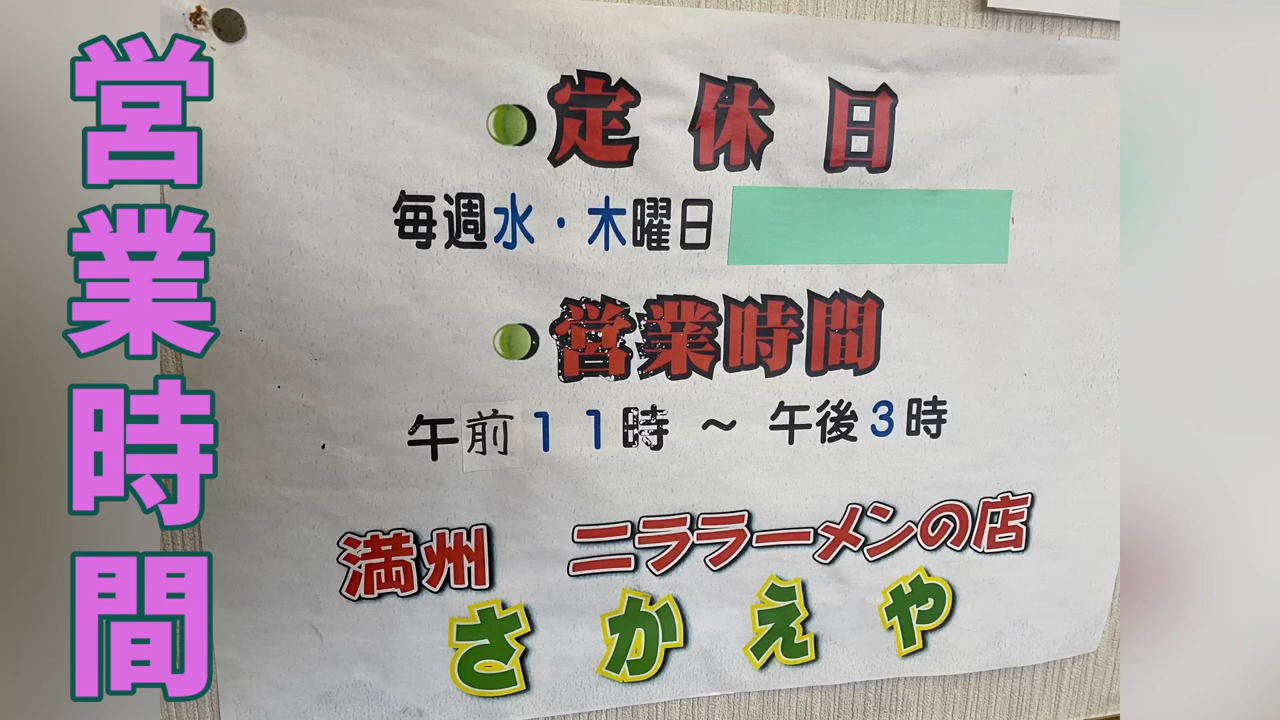 営業時間
定休日
毎週水・木曜日
営業時間
午前11時 ～ 午後3時
満州 ニララーメンの店
さかえや